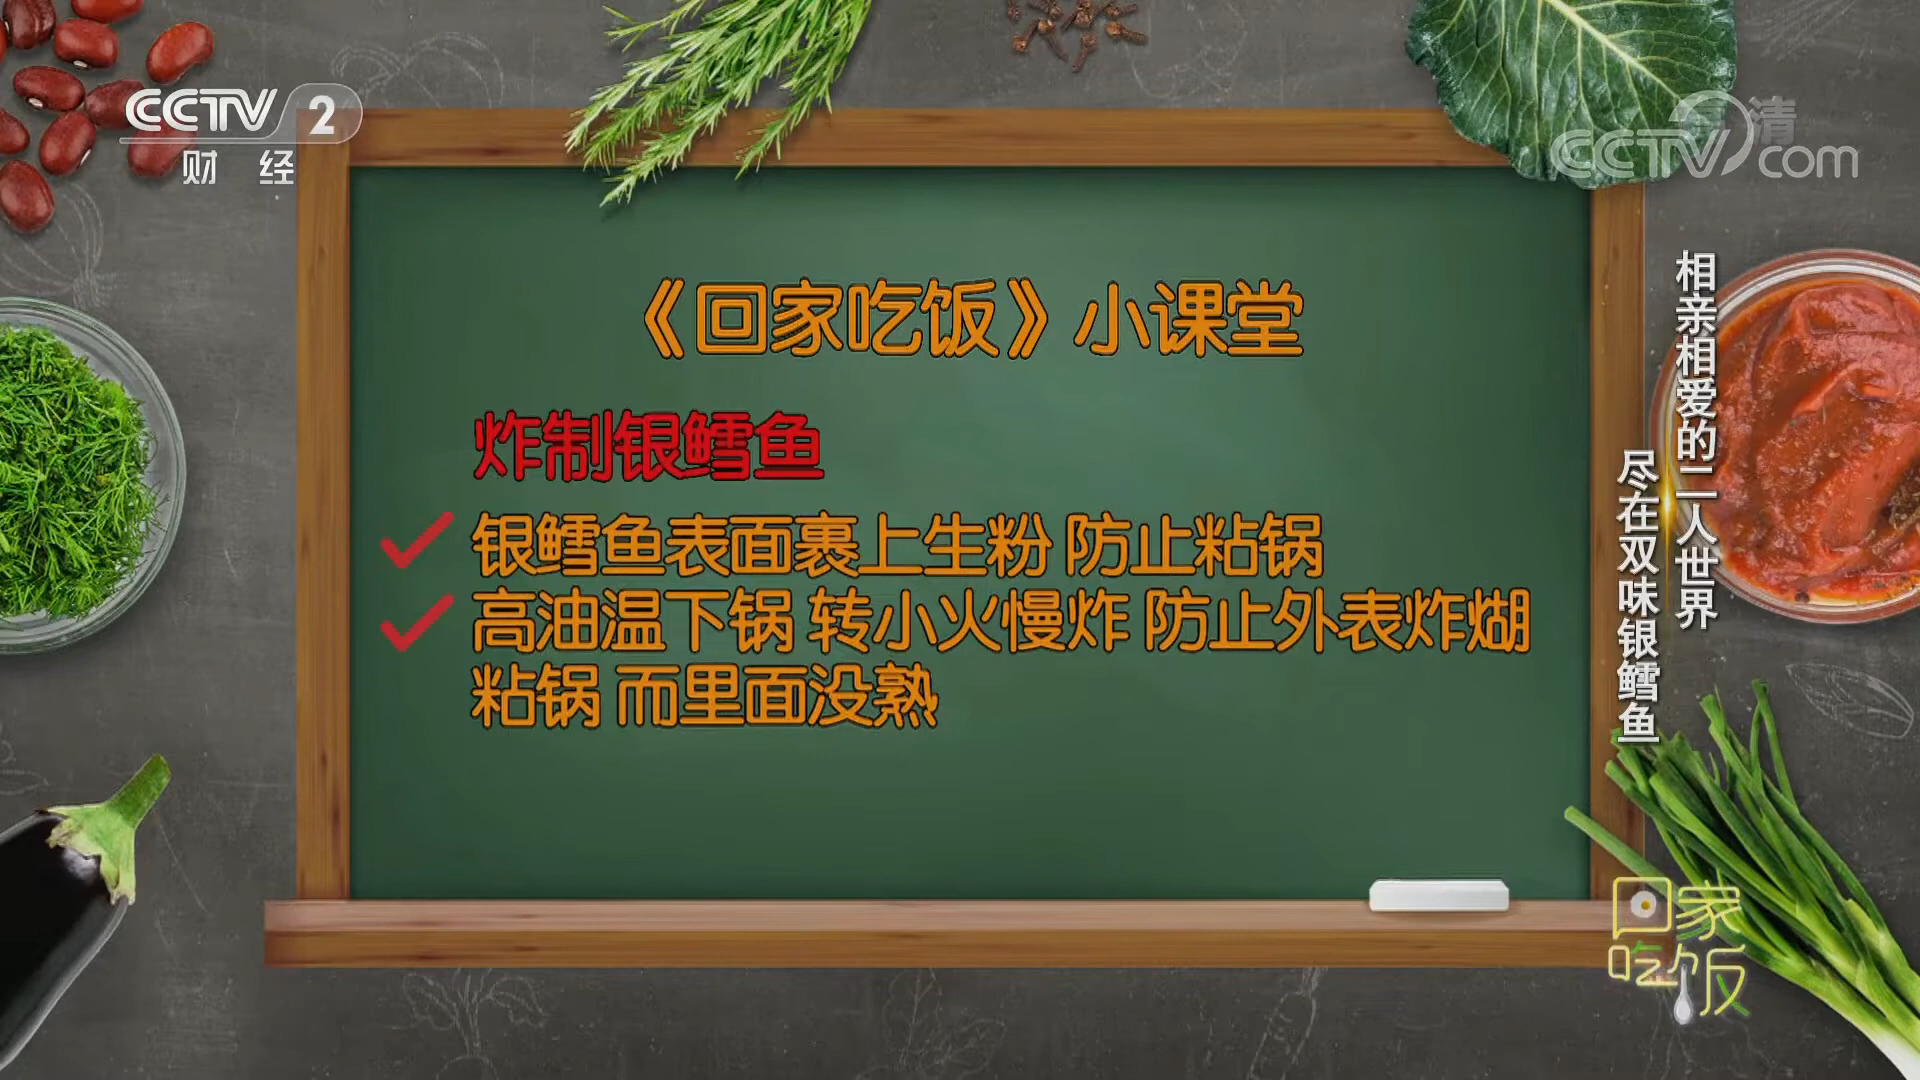 CCTV 2
财 经
高清
CCTV com
《回家吃饭》小课堂
炸制银鳕鱼
银鳕鱼表面裹上生粉 防止粘锅
高油温下锅 转小火慢炸 防止外表炸煳
粘锅 而里面没熟
相亲相爱的二人世界
尽在双味银鳕鱼
回家
吃饭